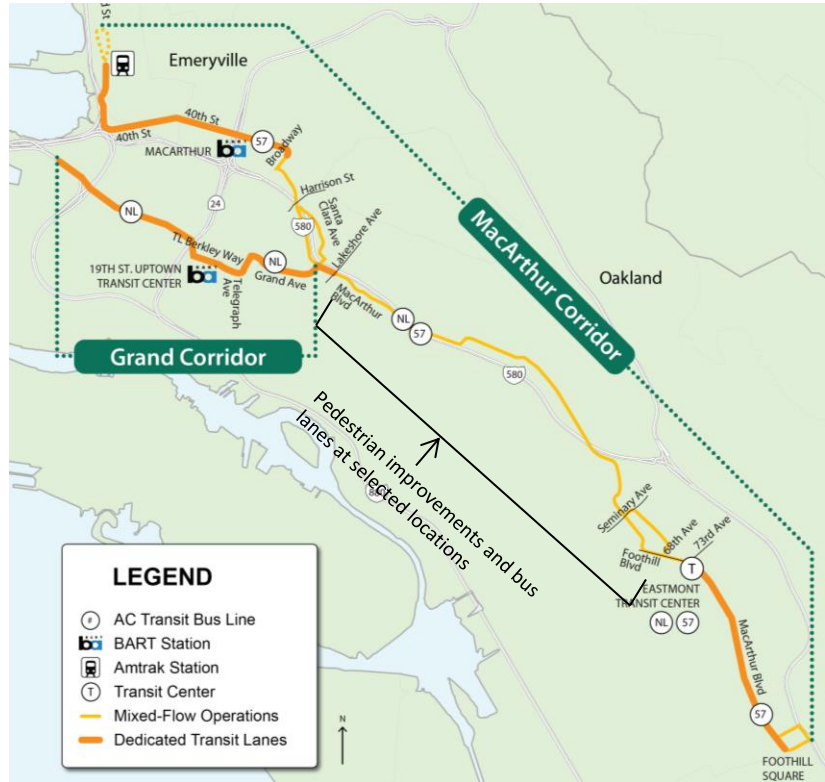 d St
Emeryville
40th St
40th St
57
Broadway
MACARTHUR ba
Harrison St
24
Santa
Clara Ave
580
NL
Lakeshore Ave
TL Berkley Way
NL
19TH ST. UPTOWN
TRANSIT CENTER
ba
Telegraph
Ave
Grand Ave
MacArthur
Blvd
MacArthur Corridor
Oakland
NL
57
Grand Corridor
580
Pedestrian improvements and bus
lanes at selected locations
Seminary Ave
68th Ave
73rd Ave
Foothill
Blvd
T
EASTMONT
TRANSIT CENTER
NL 57
MacArthur Blvd
57
FOOTHILL
SQUARE
LEGEND
# AC Transit Bus Line
ba BART Station
Amtrak Station
T Transit Center
Mixed-Flow Operations
Dedicated Transit Lanes
N